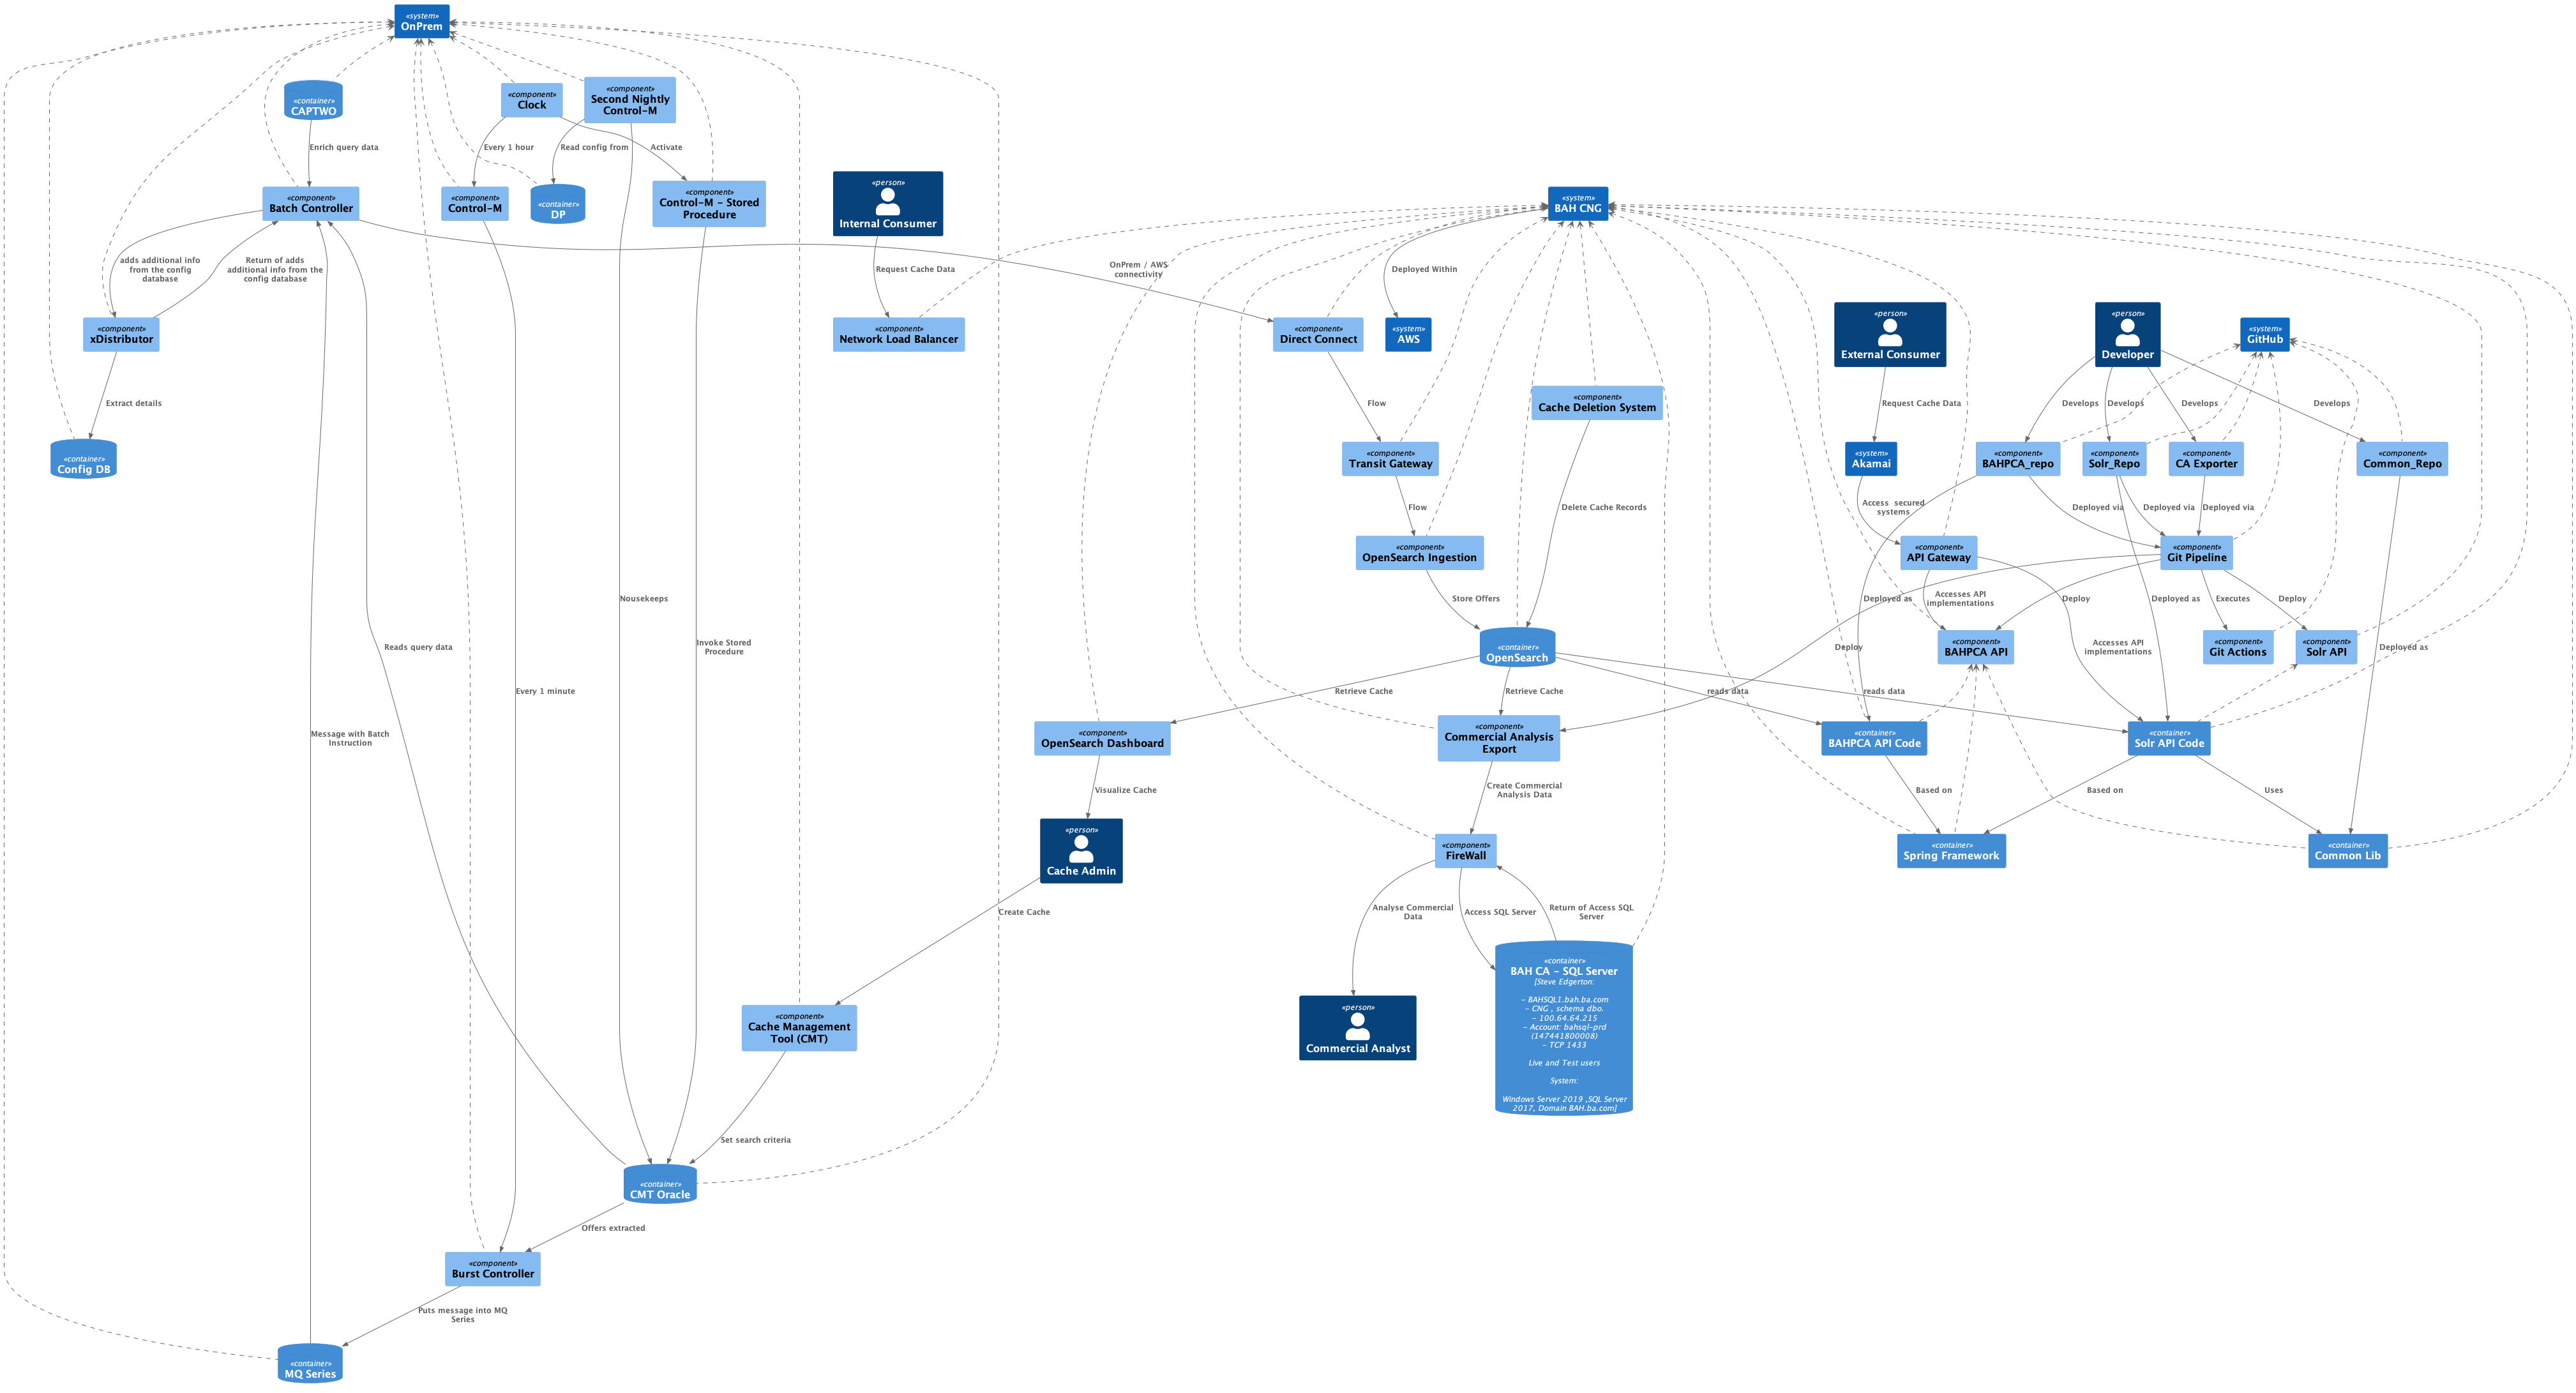 «system»
OnPrem
«container»
CAPTWO
«component»
Clock
«component»
Second Nightly
Control-M
Enrich query data
Every 1 hour
Read config from
Activate
«component»
Batch Controller
«component»
Control-M
«container»
DP
«component»
Control-M - Stored
Procedure
«person»
Internal Consumer
«system»
BAH CNG
adds additional info
from the config
database
Return of adds
additional info from the
config database
Request Cache Data
OnPrem / AWS
connectivity
Deployed Within
«component»
xDistributor
«component»
Network Load Balancer
«component»
Direct Connect
«system»
AWS
«person»
External Consumer
«person»
Developer
«system»
GitHub
Extract details
Flow
«component»
Cache Deletion System
Request Cache Data
Develops
Develops
Develops
Develops
«container»
Config DB
«component»
Transit Gateway
«system»
Akamai
«component»
BAHPCA_repo
«component»
Solr_Repo
«component»
CA Exporter
«component»
Common_Repo
Flow
Delete Cache Records
Access  secured
systems
Deployed via
Deployed via
Deployed via
«component»
OpenSearch Ingestion
«component»
API Gateway
«component»
Git Pipeline
Nousekeeps
Store Offers
Deployed as
Accesses API
implementations
Deploy
Deployed as
Executes
Deploy
Reads query data
Invoke Stored
Procedure
«container»
OpenSearch
Deploy
«component»
BAHPCA API
Accesses API
implementations
«component»
Git Actions
«component»
Solr API
Deployed as
Every 1 minute
Retrieve Cache
Retrieve Cache
reads data
reads data
Message with Batch
Instruction
«component»
OpenSearch Dashboard
«component»
Commercial Analysis
Export
«container»
BAHPCA API Code
«container»
Solr API Code
Visualize Cache
Create Commercial
Analysis Data
Based on
Based on
Uses
«person»
Cache Admin
«component»
FireWall
«container»
Spring Framework
«container»
Common Lib
Create Cache
Analyse Commercial
Data
Access SQL Server
Return of Access SQL
Server
«component»
Cache Management
Tool (CMT)
«person»
Commercial Analyst
«container»
BAH CA - SQL Server
[Steve Edgerton:
- BAHSQL1.bah.ba.com
- CNG , schema dbo.
- 100.64.64.215
- Account: bahsql-prd
(147441800008)
- TCP 1433
Live and Test users
System:
Windows Server 2019 ,SQL Server
2017, Domain BAH.ba.com]
Set search criteria
«container»
CMT Oracle
Offers extracted
«component»
Burst Controller
Puts message into MQ
Series
«container»
MQ Series